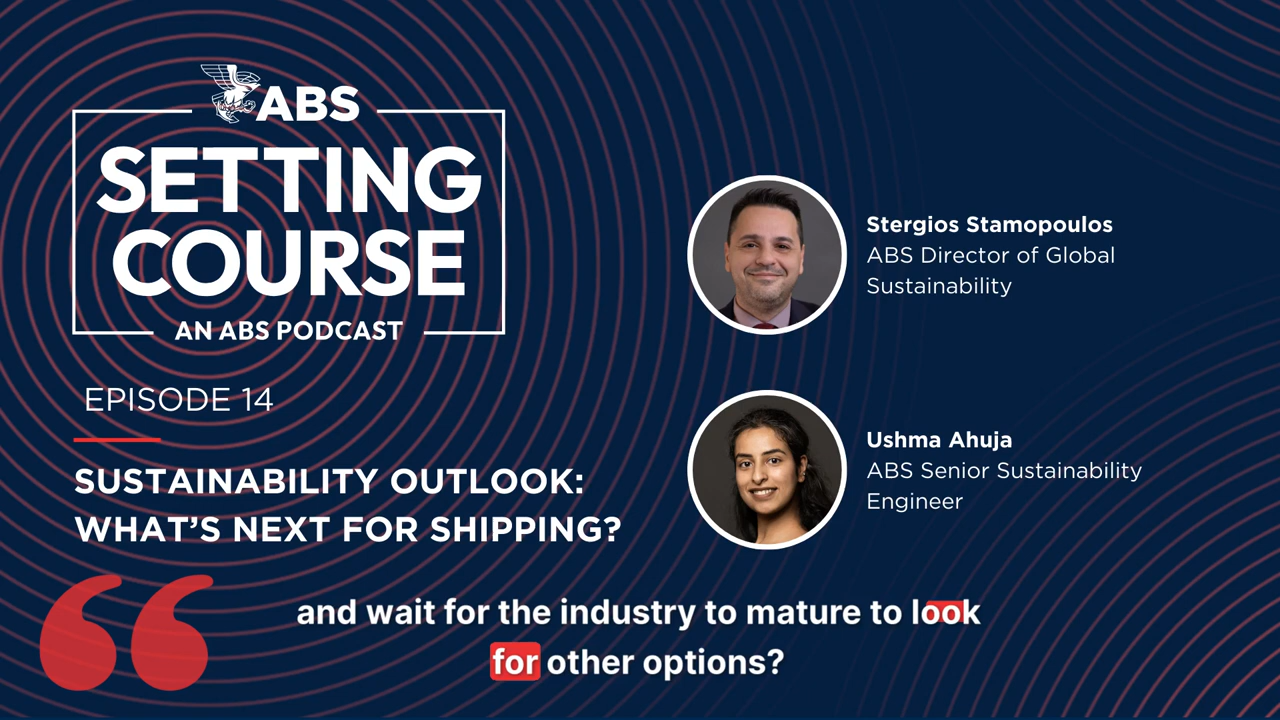 ABS
SETTING
COURSE
AN ABS PODCAST
EPISODE 14
SUSTAINABILITY OUTLOOK:
WHAT'S NEXT FOR SHIPPING?
Stergios Stamopoulos
ABS Director of Global
Sustainability
Ushma Ahuja
ABS Senior Sustainability
Engineer
and wait for the industry to mature to look
for other options?